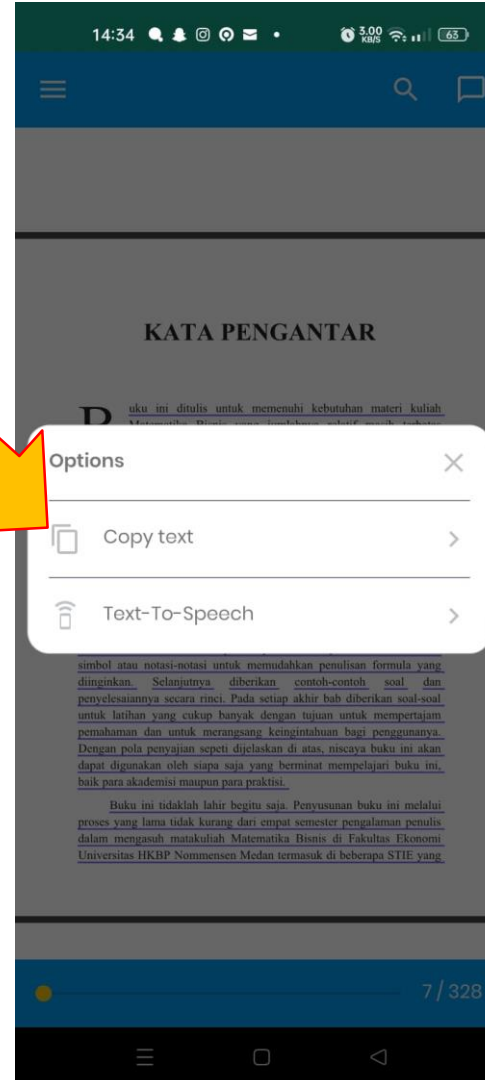 14:34 3.00 KB/S 63
KATA PENGANTAR
Buku ini ditulis untuk memenuhi kebutuhan materi kuliah
Options
Copy text
Text-To-Speech
simbol atau notasi-notasi untuk memudahkan penulisan formula yang
diinginkan. Selanjutnya diberikan contoh-contoh soal dan
penyelesaiannya secara rinci. Pada setiap akhir bab diberikan soal-soal
untuk latihan yang cukup banyak dengan tujuan untuk mempertajam
pemahaman dan untuk merangsang keingintahuan bagi penggunanya.
Dengan pola penyajian sepeti dijelaskan di atas, niscaya buku ini akan
dapat digunakan oleh siapa saja yang berminat mempelajari buku ini,
baik para akademisi maupun para praktisi.
Buku ini tidaklah lahir begitu saja. Penyusunan buku ini melalui
proses yang lama tidak kurang dari empat semester pengalaman penulis
dalam mengasuh matakuliah Matematika Bisnis di Fakultas Ekonomi
Universitas HKBP Nommensen Medan termasuk di beberapa STIE yang
7 / 328